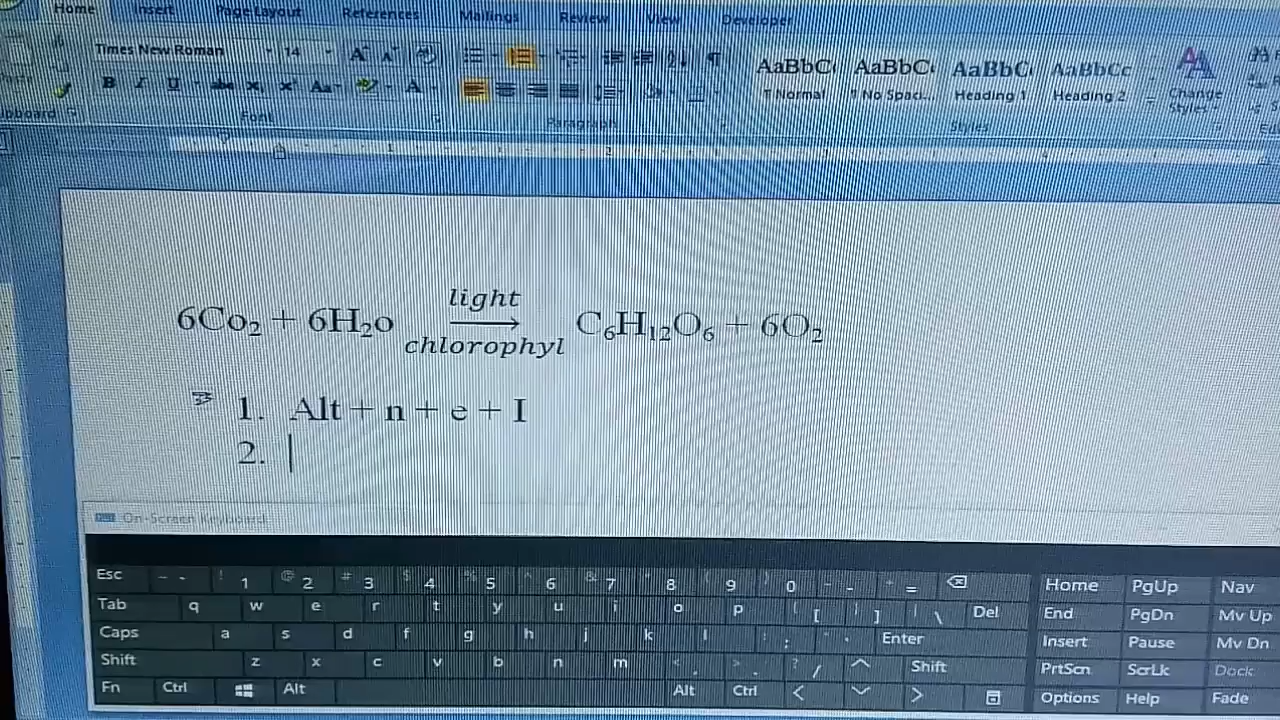 Home Insert Page Layout References Mailings Review View Developer
Times New Roman 14
B I U abc
Font Paragraph Styles
AaBbC AaBbC AaBbC AaBbCc
¶ Normal ¶ No Spaci... Heading 1 Heading 2 Change Styles
6Co₂ + 6H₂o light → chlorophyl C₆H₁₂O₆ + 6O₂
1. Alt + n + e + I
2.
On-Screen Keyboard
Esc 1 2 3 4 5 6 7 8 9 0 - = Home PgUp Nav
Tab q w e r t y u i o p [ ] \ Del End PgDn Mv Up
Caps a s d f g h j k l ; Enter Insert Pause Mv Dn
Shift z x c v b n m / Shift PrtScn ScrLk Dock
Fn Ctrl Alt Alt Ctrl Options Help Fade